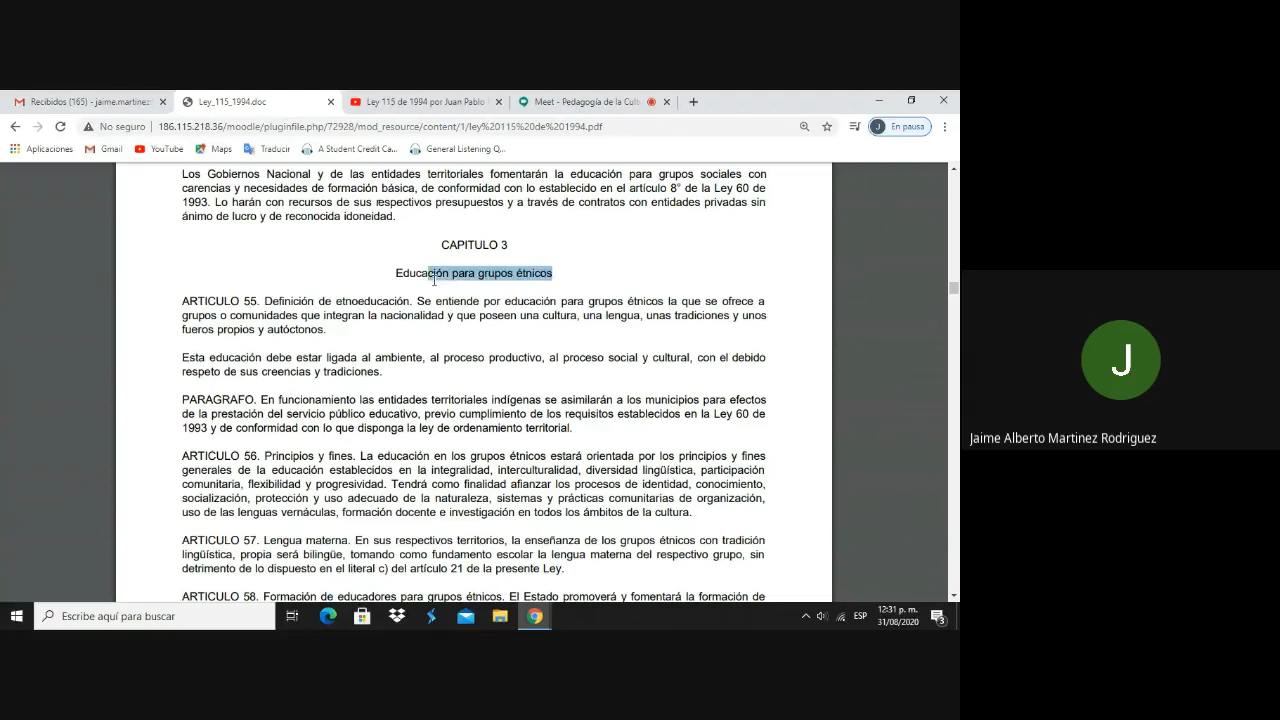 Recibidos (165) - jaime.martinez
Ley_115_1994.doc
Ley 115 de 1994 por Juan Pablo
Meet - Pedagogía de la Cultu
No seguro
186.115.218.36/moodle/pluginfile.php/72928/mod_resource/content/1/ley%20115%20de%201994.pdf
J
En pausa
Aplicaciones
Gmail
YouTube
Maps
Traducir
A Student Credit Ca...
General Listening Q...
Los Gobiernos Nacional y de las entidades territoriales fomentarán la educación para grupos sociales con
carencias y necesidades de formación básica, de conformidad con lo establecido en el artículo 8° de la Ley 60 de
1993. Lo harán con recursos de sus respectivos presupuestos y a través de contratos con entidades privadas sin
ánimo de lucro y de reconocida idoneidad.
CAPITULO 3
Educación para grupos étnicos
ARTICULO 55. Definición de etnoeducación. Se entiende por educación para grupos étnicos la que se ofrece a
grupos o comunidades que integran la nacionalidad y que poseen una cultura, una lengua, unas tradiciones y unos
fueros propios y autóctonos.
Esta educación debe estar ligada al ambiente, al proceso productivo, al proceso social y cultural, con el debido
respeto de sus creencias y tradiciones.
PARAGRAFO. En funcionamiento las entidades territoriales indígenas se asimilarán a los municipios para efectos
de la prestación del servicio público educativo, previo cumplimiento de los requisitos establecidos en la Ley 60 de
1993 y de conformidad con lo que disponga la ley de ordenamiento territorial.
ARTICULO 56. Principios y fines. La educación en los grupos étnicos estará orientada por los principios y fines
generales de la educación establecidos en la integralidad, interculturalidad, diversidad lingüística, participación
comunitaria, flexibilidad y progresividad. Tendrá como finalidad afianzar los procesos de identidad, conocimiento,
socialización, protección y uso adecuado de la naturaleza, sistemas y prácticas comunitarias de organización,
uso de las lenguas vernáculas, formación docente e investigación en todos los ámbitos de la cultura.
ARTICULO 57. Lengua materna. En sus respectivos territorios, la enseñanza de los grupos étnicos con tradición
lingüística, propia será bilingüe, tomando como fundamento escolar la lengua materna del respectivo grupo, sin
detrimento de lo dispuesto en el literal c) del artículo 21 de la presente Ley.
ARTICULO 58. Formación de educadores para grupos étnicos. El Estado promoverá y fomentará la formación de
J
Jaime Alberto Martinez Rodriguez
Escribe aquí para buscar
ESP
12:31 p. m.
31/08/2020
3